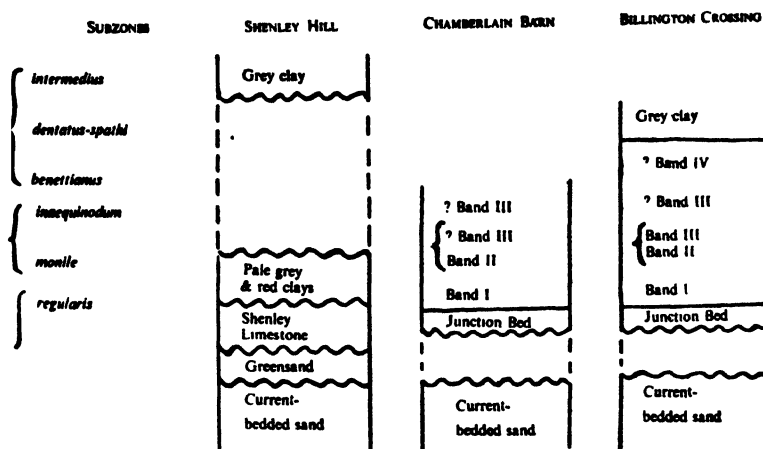 SUBZONES
SHENLEY HILL
CHAMBERLAIN BARN
BILLINGTON CROSSING
intermedius
dentatus-spathi
benettianus
inaequinodum
monile
regularis
Grey clay
Pale grey
& red clays
Shenley
Limestone
Greensand
Current-
bedded sand
? Band III
? Band III
Band II
Band I
Junction Bed
Current-
bedded sand
Grey clay
? Band IV
? Band III
Band III
Band II
Band I
Junction Bed
Current-
bedded sand